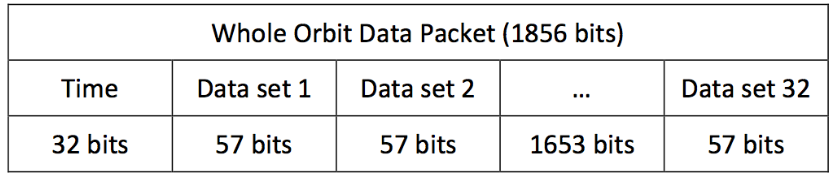 Whole Orbit Data Packet (1856 bits)
Time Data set 1 Data set 2 ... Data set 32
32 bits 57 bits 57 bits 1653 bits 57 bits